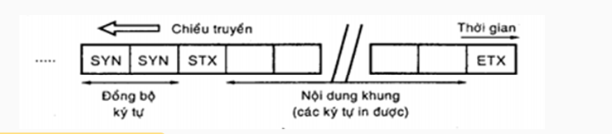 Chiều truyền
Thời gian
..... SYN SYN STX ETX
Đồng bộ
ký tự
Nội dung khung
(các ký tự in được)